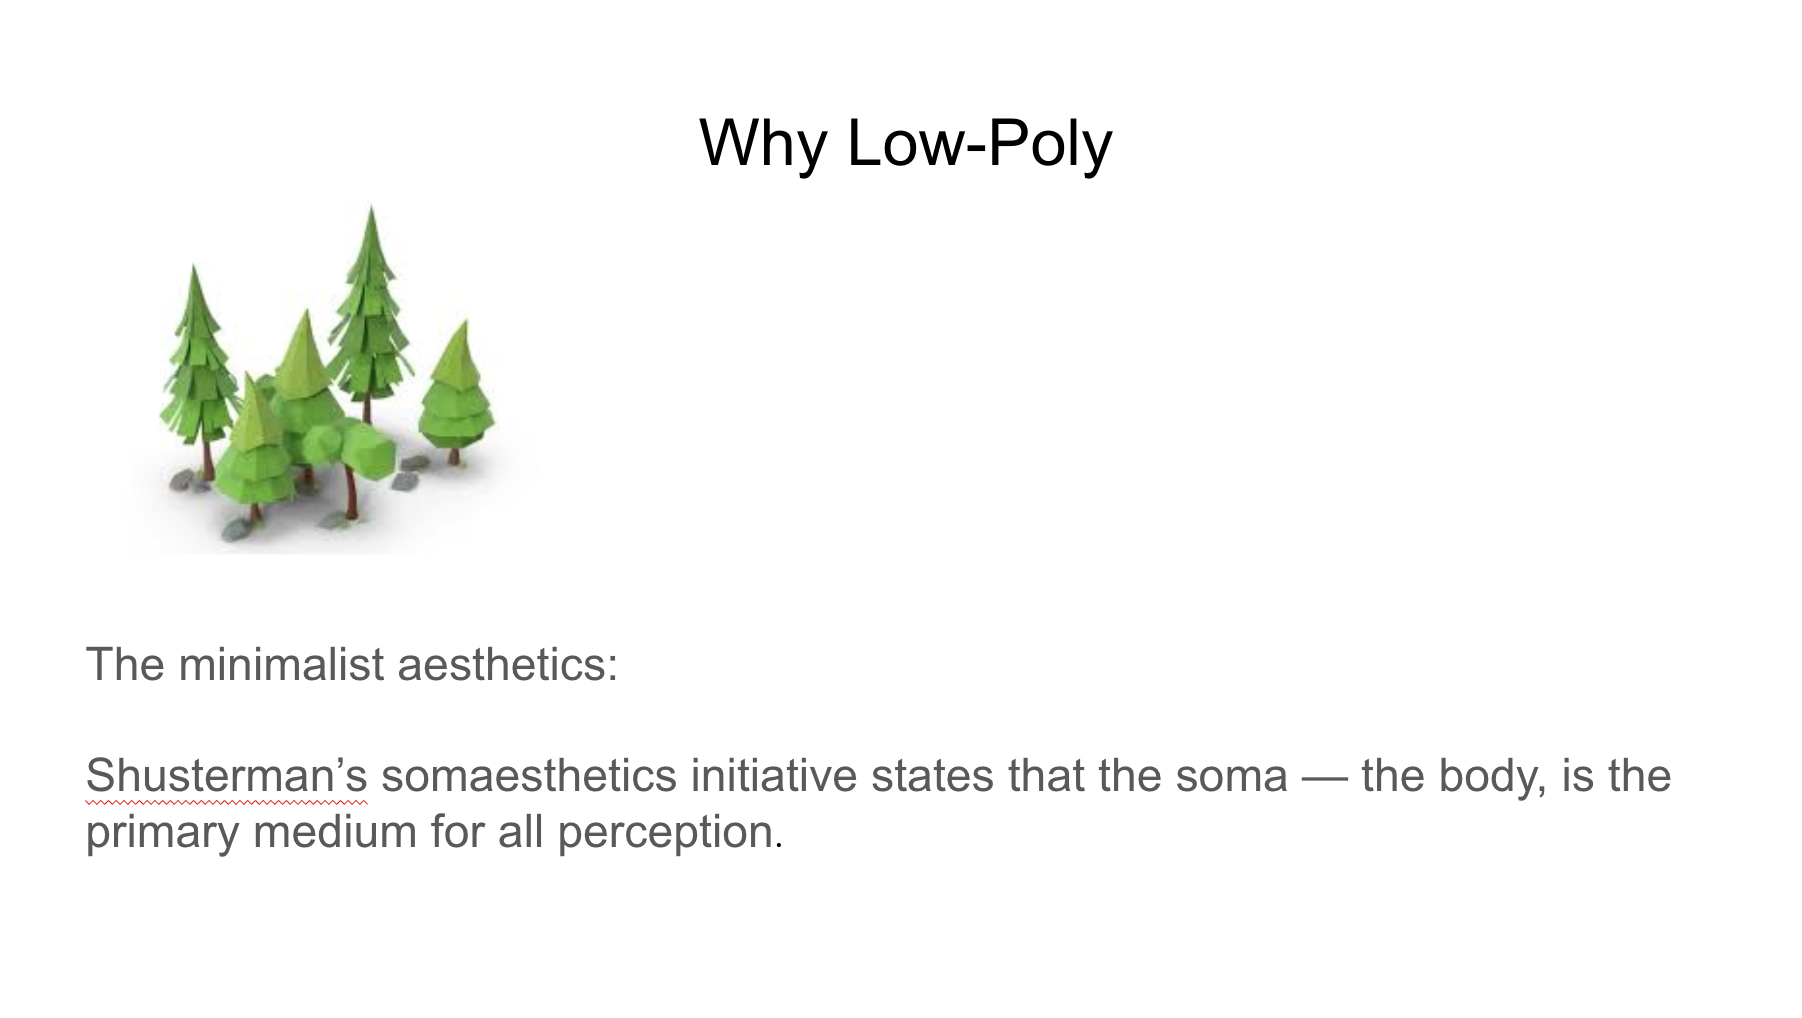 Why Low-Poly
The minimalist aesthetics:
Shusterman’s somaesthetics initiative states that the soma — the body, is the
primary medium for all perception.